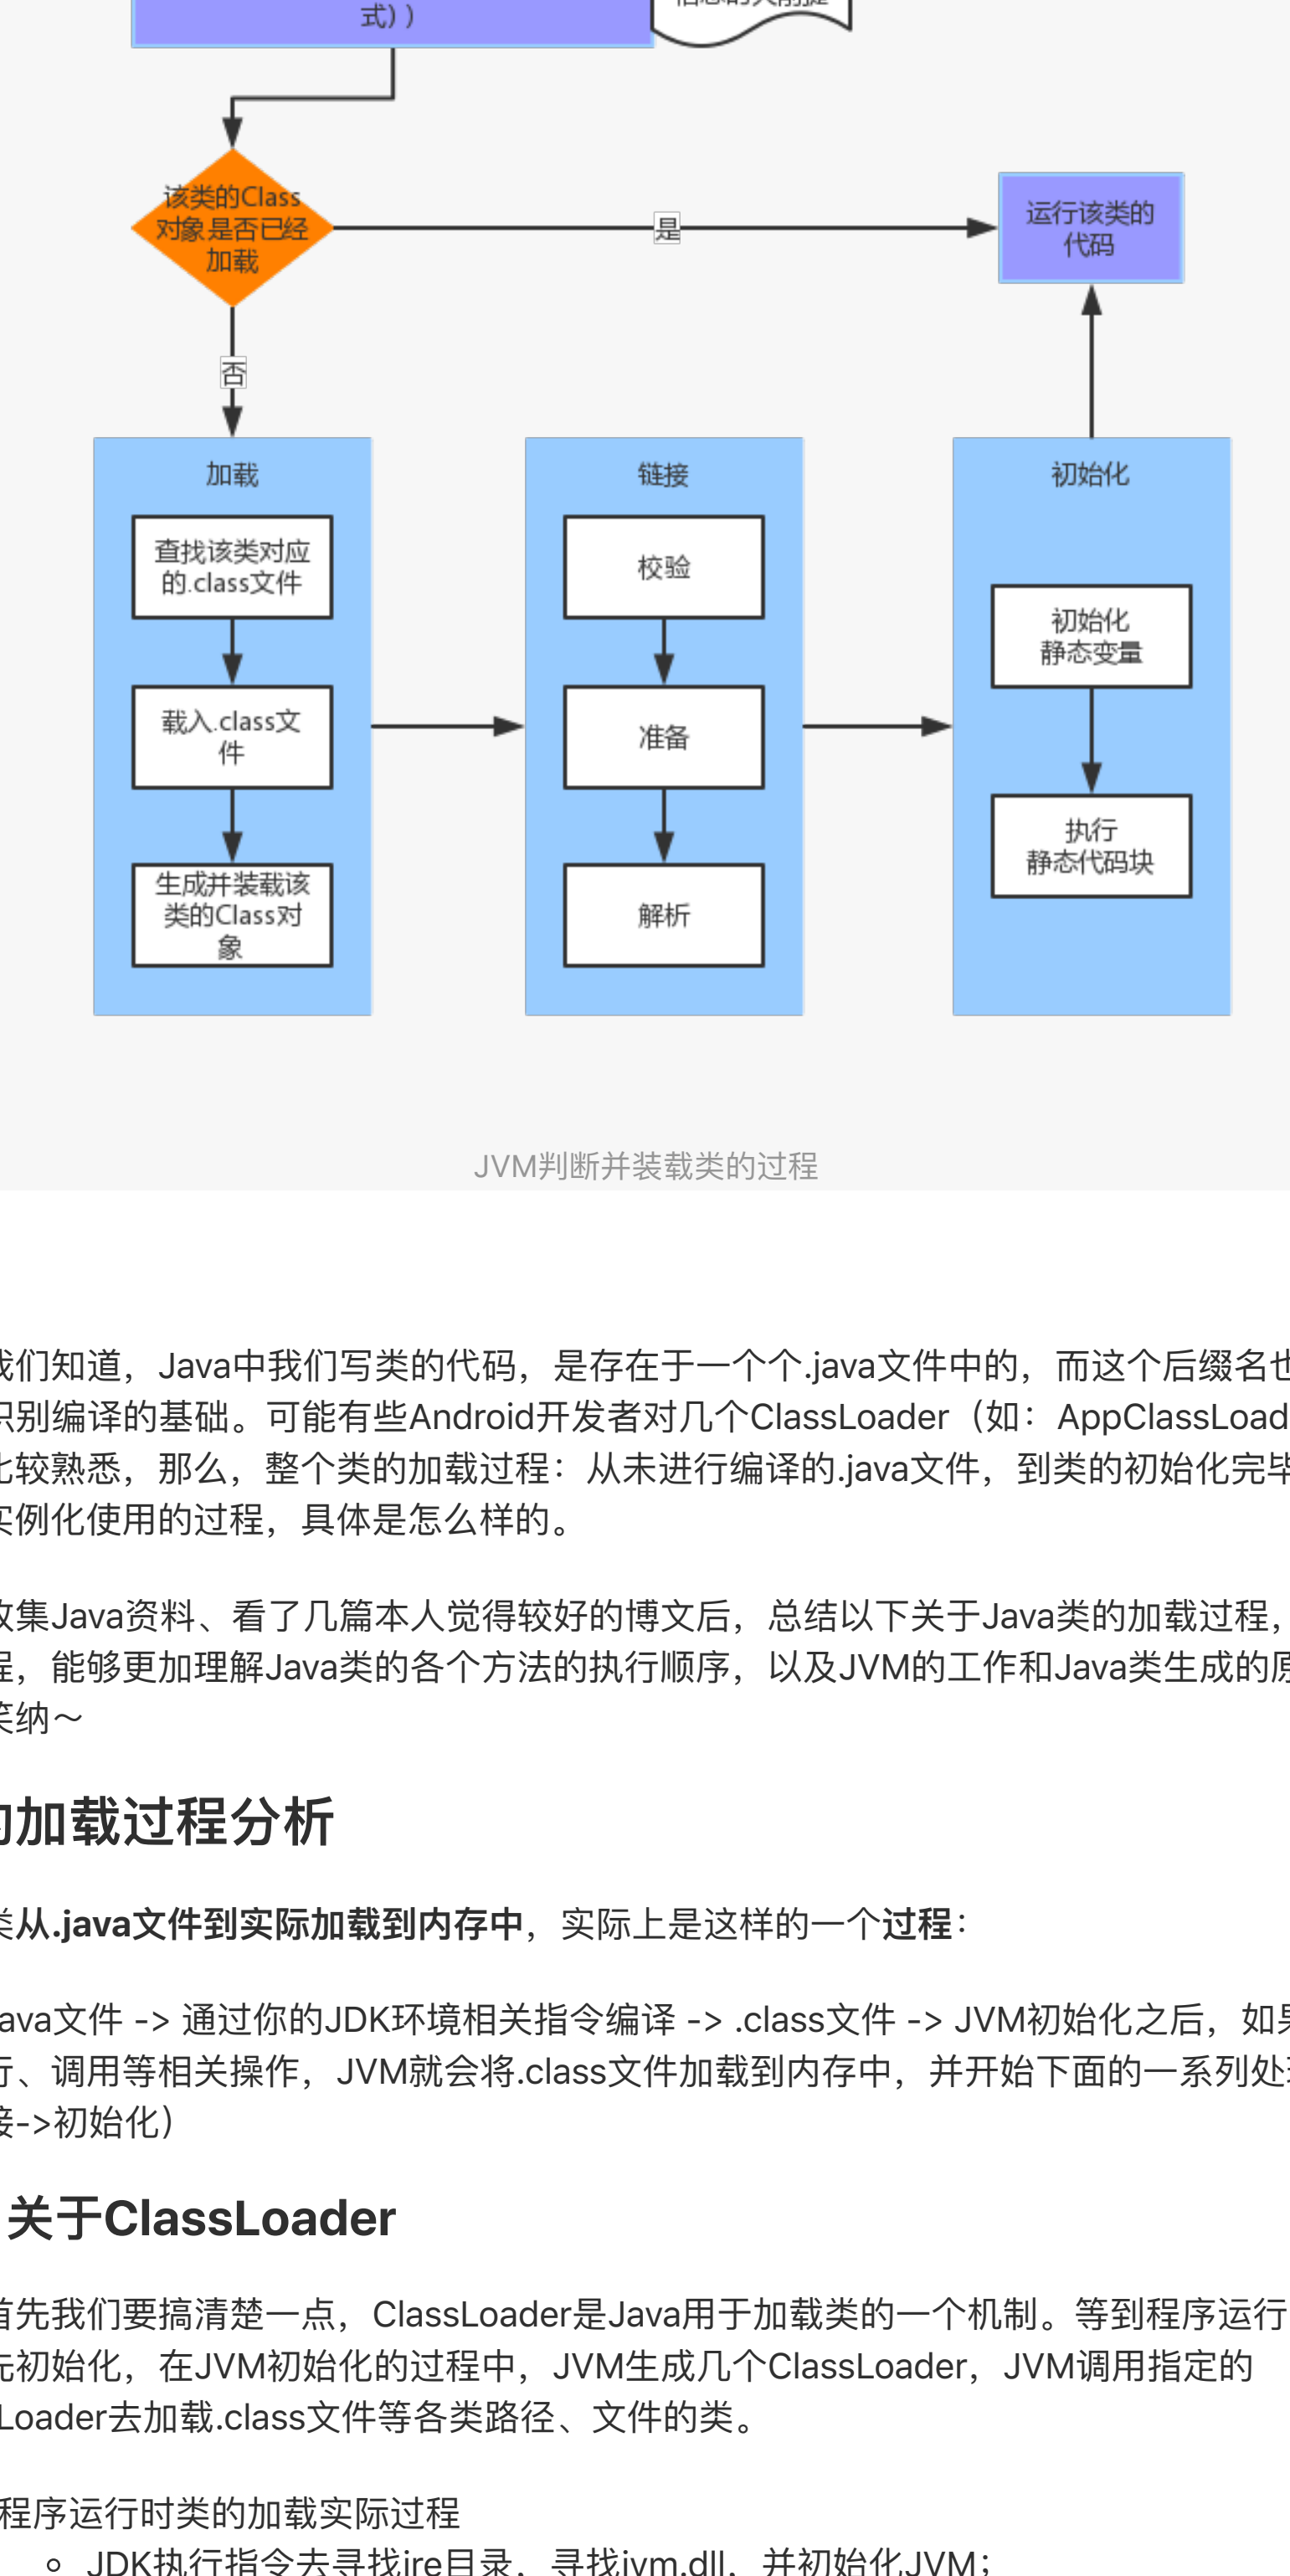 式））
该类的Class
对象是否已经
加载
是
运行该类的
代码
否
加载
查找该类对应
的.class文件
载入.class文
件
生成并装载该
类的Class对
象
链接
校验
准备
解析
初始化
初始化
静态变量
执行
静态代码块
JVM判断并装载类的过程
我们知道，Java中我们写类的代码，是存在于一个个.java文件中的，而这个后缀名也
识别编译的基础。可能有些Android开发者对几个ClassLoader（如：AppClassLoad
比较熟悉，那么，整个类的加载过程：从未进行编译的.java文件，到类的初始化完毕
实例化使用的过程，具体是怎么样的。
收集Java资料、看了几篇本人觉得较好的博文后，总结以下关于Java类的加载过程，
程，能够更加理解Java类的各个方法的执行顺序，以及JVM的工作和Java类生成的原
笑纳～
的加载过程分析
类从.java文件到实际加载到内存中，实际上是这样的一个过程：
ava文件 -> 通过你的JDK环境相关指令编译 -> .class文件 -> JVM初始化之后，如果
行、调用等相关操作，JVM就会将.class文件加载到内存中，并开始下面的一系列处理
接->初始化）
关于ClassLoader
首先我们要搞清楚一点，ClassLoader是Java用于加载类的一个机制。等到程序运行
先初始化，在JVM初始化的过程中，JVM生成几个ClassLoader，JVM调用指定的
Loader去加载.class文件等各类路径、文件的类。
程序运行时类的加载实际过程
JDK执行指令去寻找jre目录，寻找jvm.dll，并初始化JVM；